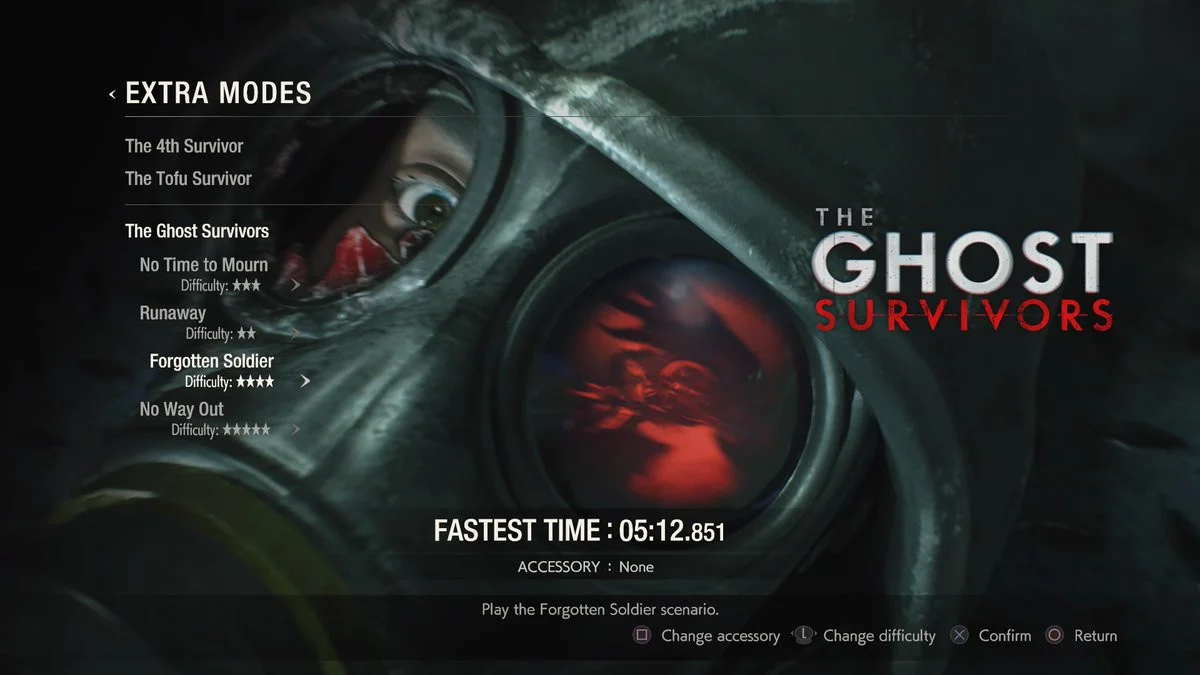 EXTRA MODES
The 4th Survivor
The Tofu Survivor
The Ghost Survivors
No Time to Mourn
Difficulty: ★★★
Runaway
Difficulty: ★★
Forgotten Soldier
Difficulty: ★★★★
No Way Out
Difficulty: ★★★★★
THE
GHOST
SURVIVORS
FASTEST TIME : 05:12.851
ACCESSORY : None
Play the Forgotten Soldier scenario.
Change accessory L Change difficulty Confirm Return